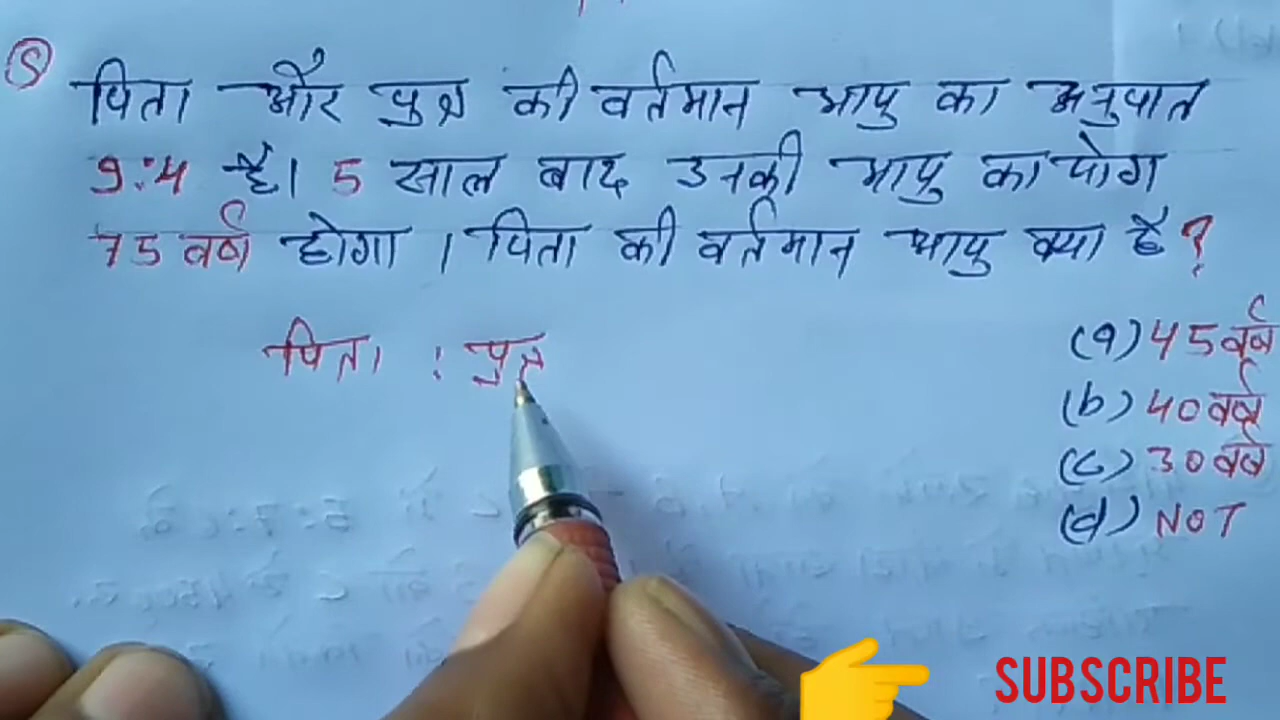 Q पिता और पुत्र की वर्तमान आयु का अनुपात
9:4 है। 5 साल बाद उनकी आयु का योग
75 वर्ष होगा । पिता की वर्तमान आयु क्या है ?
पिता : पुत्र
(a) 45 वर्ष
(b) 40 वर्ष
(c) 30 वर्ष
(d) NOT
SUBSCRIBE